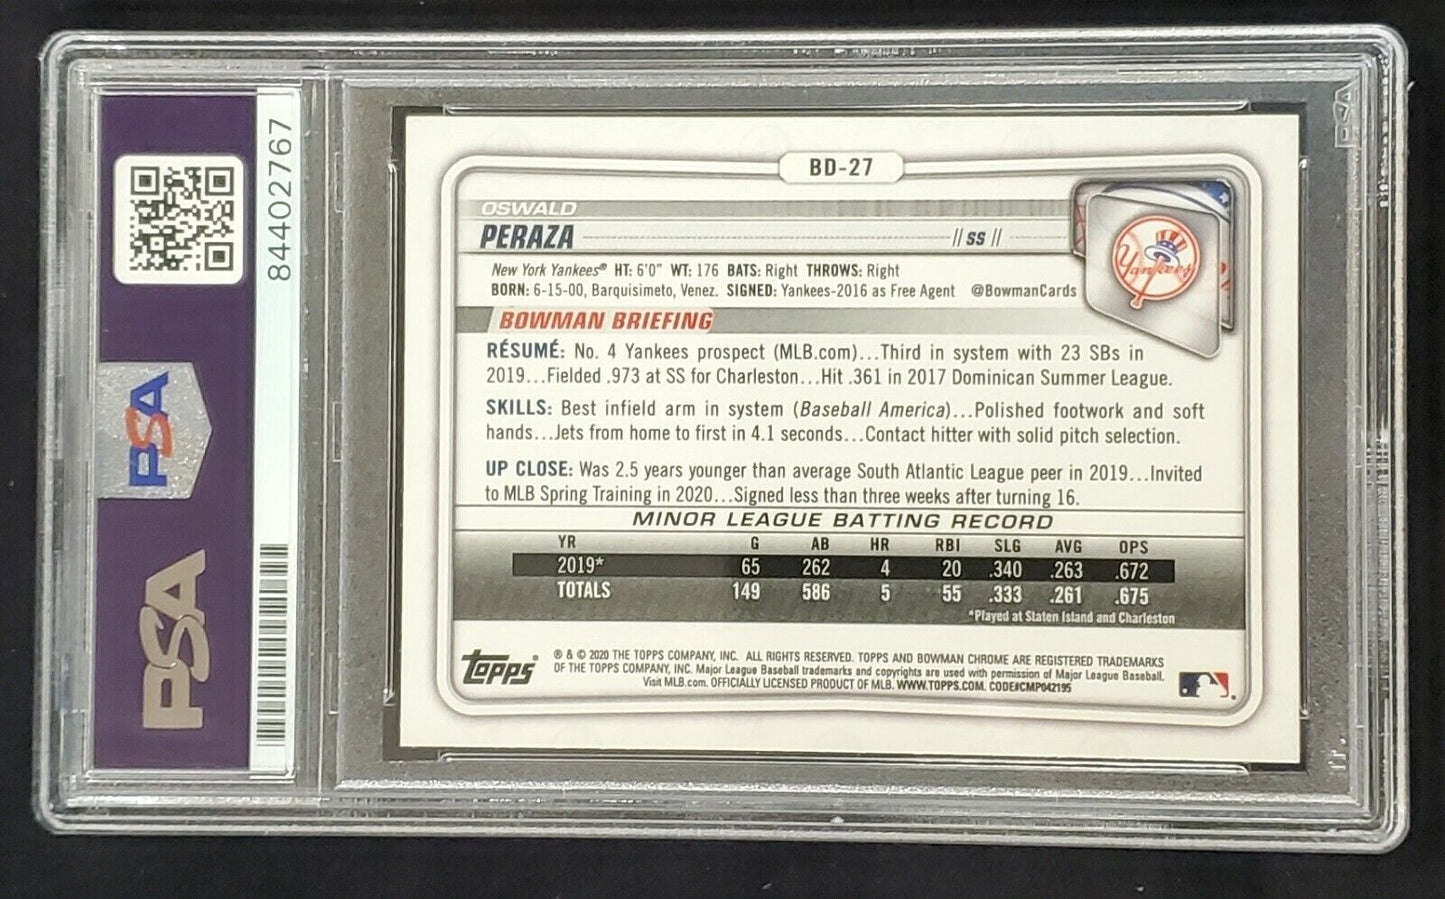 84402767
PSA
PSA
PSA
BD-27
OSWALD
PERAZA // SS //
Yankees
New York Yankees® HT: 6'0" WT: 176 BATS: Right THROWS: Right
BORN: 6-15-00, Barquisimeto, Venez. SIGNED: Yankees-2016 as Free Agent @BowmanCards
BOWMAN BRIEFING
RÉSUMÉ: No. 4 Yankees prospect (MLB.com)...Third in system with 23 SBs in
2019...Fielded .973 at SS for Charleston...Hit .361 in 2017 Dominican Summer League.
SKILLS: Best infield arm in system (Baseball America)...Polished footwork and soft
hands...Jets from home to first in 4.1 seconds...Contact hitter with solid pitch selection.
UP CLOSE: Was 2.5 years younger than average South Atlantic League peer in 2019...Invited
to MLB Spring Training in 2020...Signed less than three weeks after turning 16.
MINOR LEAGUE BATTING RECORD
YR G AB HR RBI SLG AVG OPS
2019* 65 262 4 20 .340 .263 .672
TOTALS 149 586 5 55 .333 .261 .675
*Played at Staten Island and Charleston
topps®
® & © 2020 THE TOPPS COMPANY, INC. ALL RIGHTS RESERVED. TOPPS AND BOWMAN CHROME ARE REGISTERED TRADEMARKS
OF THE TOPPS COMPANY, INC. Major League Baseball trademarks and copyrights are used with permission of Major League Baseball.
Visit MLB.com. OFFICIALLY LICENSED PRODUCT OF MLB. WWW.TOPPS.COM. CODE#CMP042195